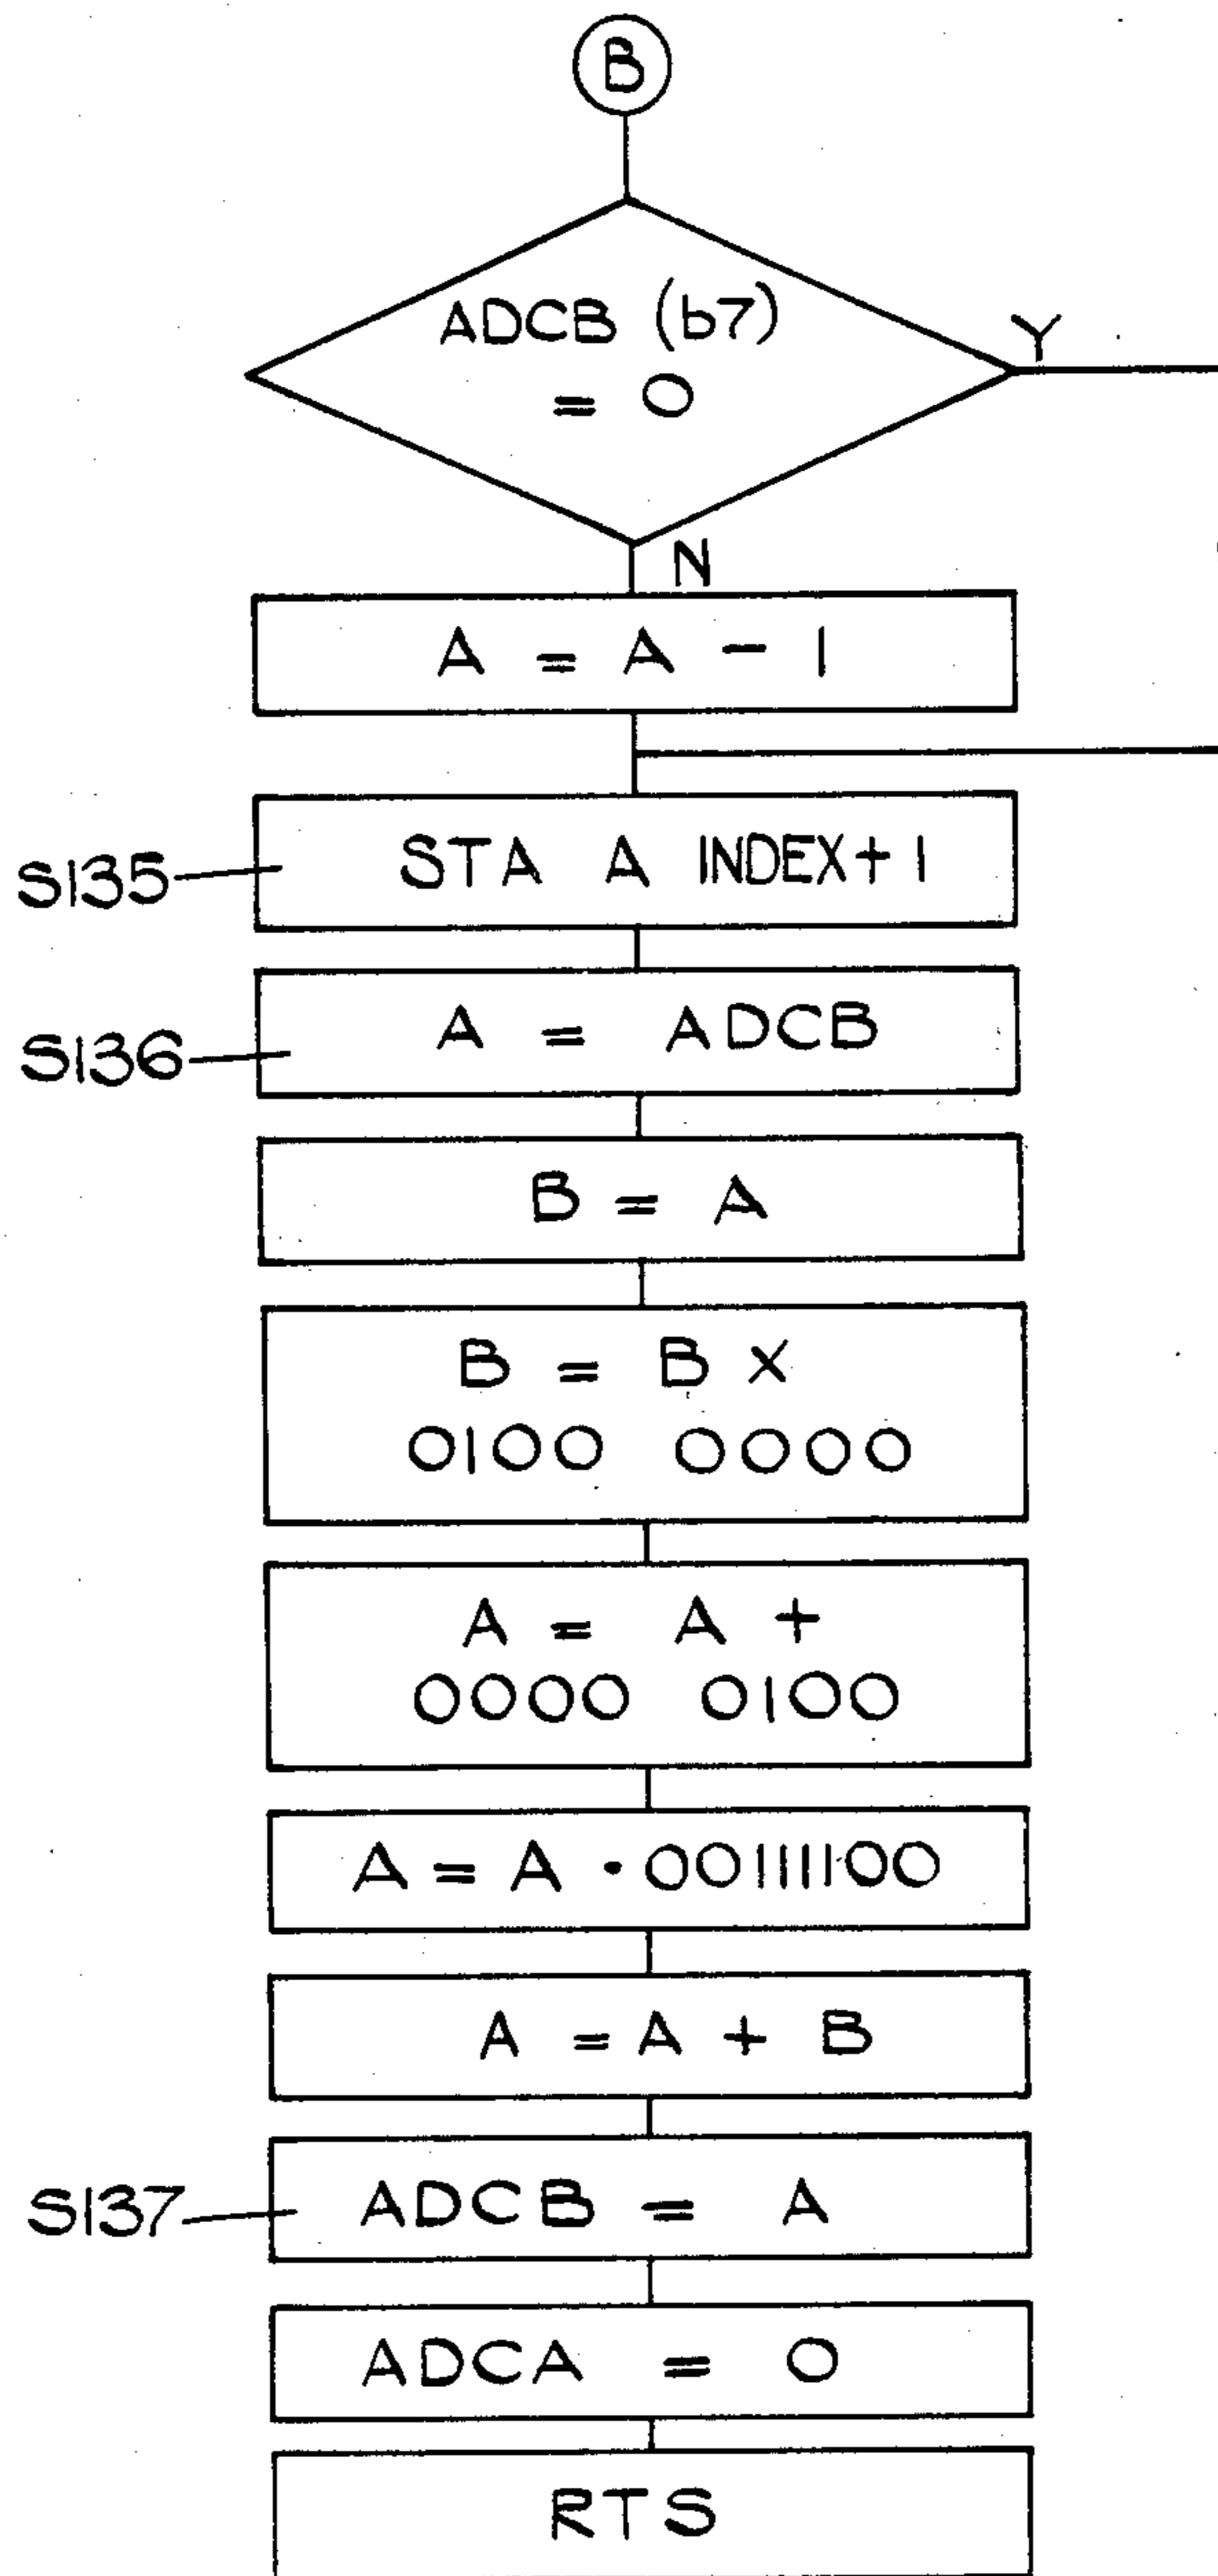 B
ADCB (b7)
= 0
Y
N
A = A - 1
S135
STA A INDEX+1
S136
A = ADCB
B = A
B = B X
0100 0000
A = A +
0000 0100
A = A · 00111100
A = A + B
S137
ADCB = A
ADCA = 0
RTS